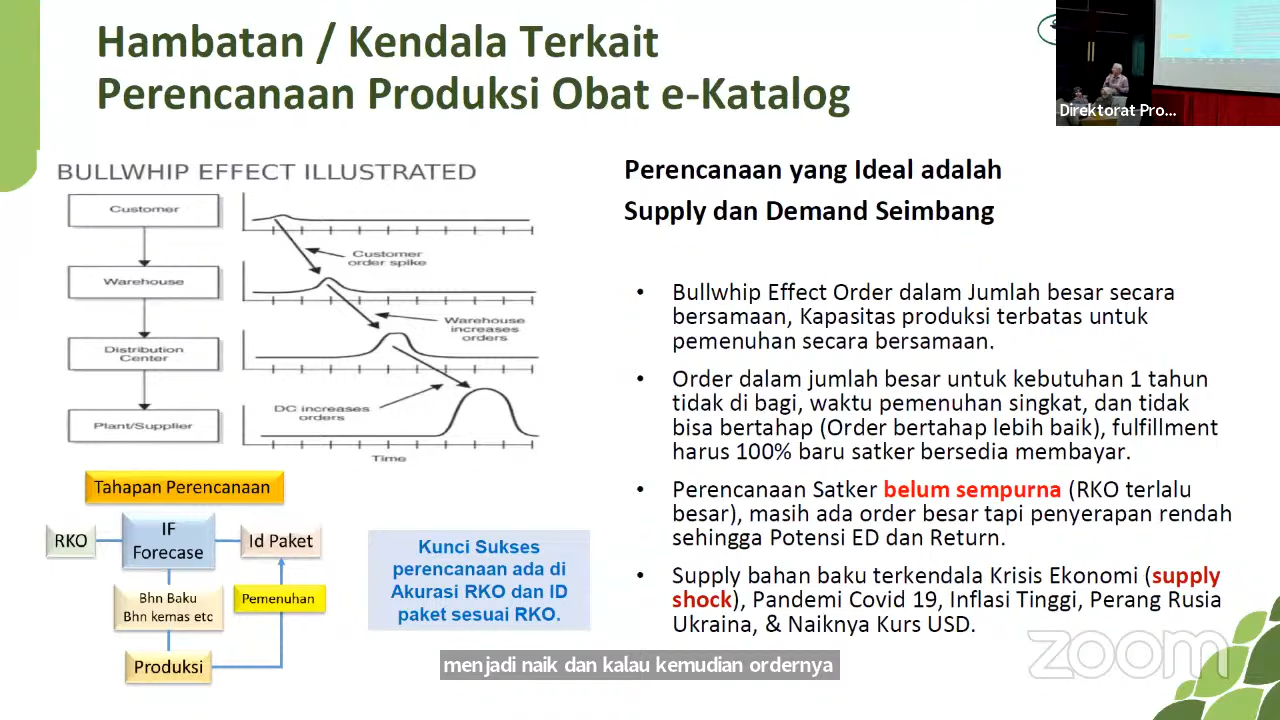 Hambatan / Kendala Terkait
Perencanaan Produksi Obat e-Katalog
Direktorat Pro...
BULLWHIP EFFECT ILLUSTRATED
Customer
Customer
order spike
Warehouse
Warehouse
increases
orders
Distribution
Center
DC increases
orders
Plant/Supplier
Time
Tahapan Perencanaan
RKO
IF
Forecase
Id Paket
Bhn Baku
Bhn kemas etc
Pemenuhan
Produksi
Kunci Sukses
perencanaan ada di
Akurasi RKO dan ID
paket sesuai RKO.
Perencanaan yang Ideal adalah
Supply dan Demand Seimbang
• Bullwhip Effect Order dalam Jumlah besar secara
bersamaan, Kapasitas produksi terbatas untuk
pemenuhan secara bersamaan.
• Order dalam jumlah besar untuk kebutuhan 1 tahun
tidak di bagi, waktu pemenuhan singkat, dan tidak
bisa bertahap (Order bertahap lebih baik), fulfillment
harus 100% baru satker bersedia membayar.
• Perencanaan Satker belum sempurna (RKO terlalu
besar), masih ada order besar tapi penyerapan rendah
sehingga Potensi ED dan Return.
• Supply bahan baku terkendala Krisis Ekonomi (supply
shock), Pandemi Covid 19, Inflasi Tinggi, Perang Rusia
Ukraina, & Naiknya Kurs USD.
zoom
menjadi naik dan kalau kemudian ordernya